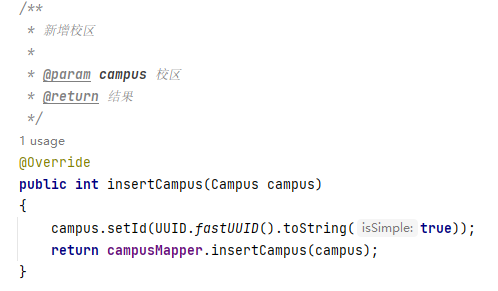 /**
 * 新增校区
 *
 * @param campus 校区
 * @return 结果
 */
1 usage
@Override
public int insertCampus(Campus campus)
{
    campus.setId(UUID.fastUUID().toString( isSimple: true));
    return campusMapper.insertCampus(campus);
}